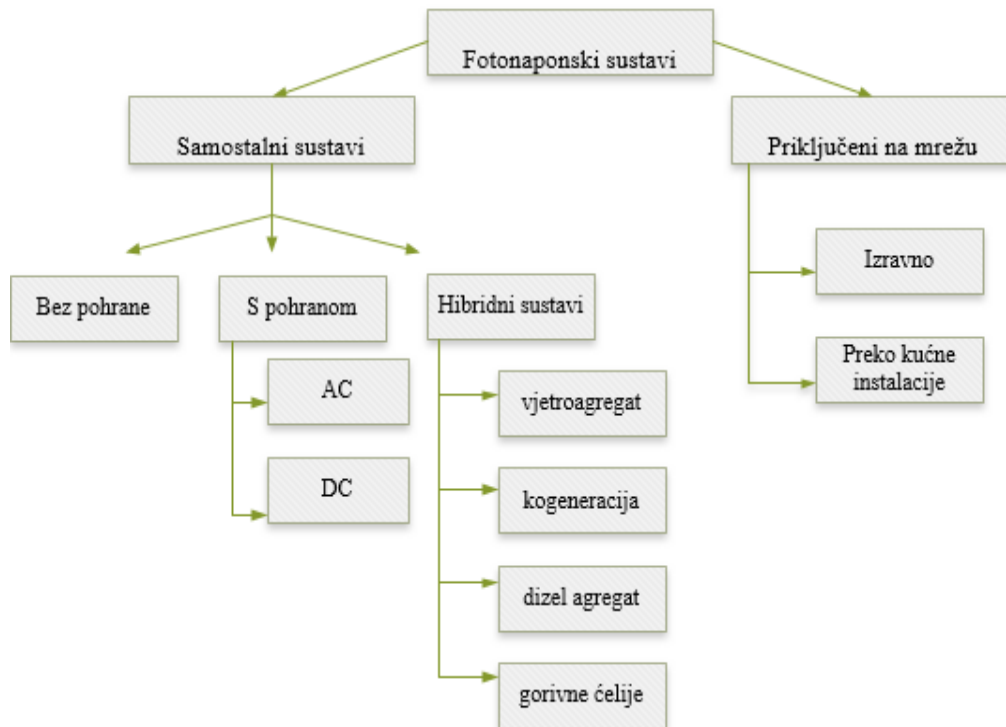 Fotonaponski sustavi
Samostalni sustavi
Priključeni na mrežu
Bez pohrane
S pohranom
AC
DC
Hibridni sustavi
vjetroagregat
kogeneracija
dizel agregat
gorivne ćelije
Izravno
Preko kućne
instalacije